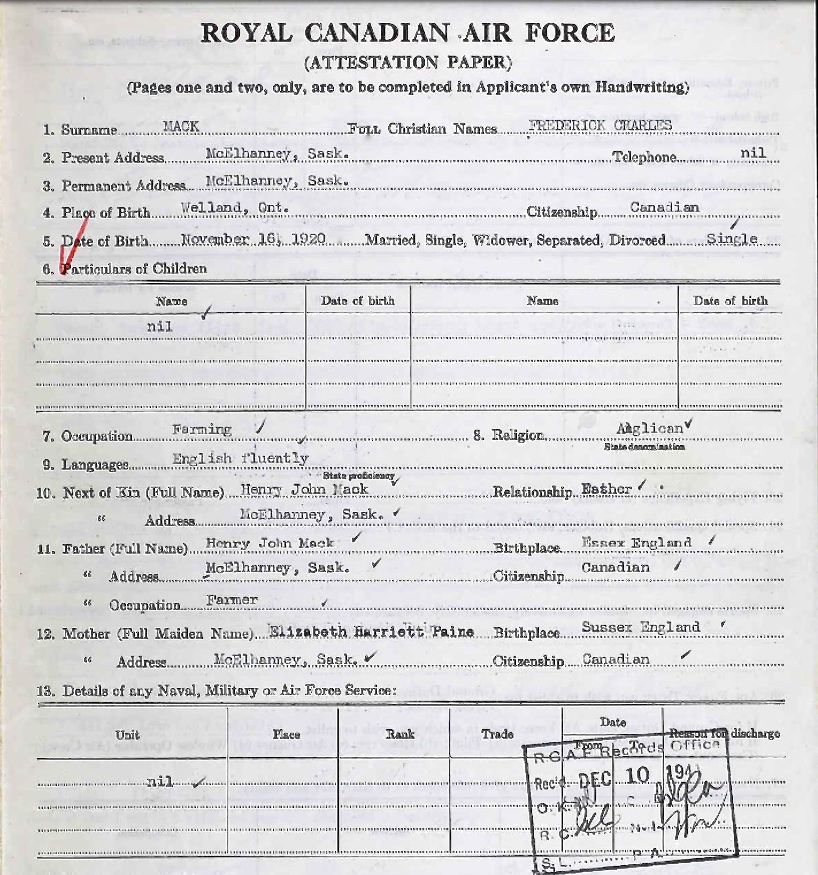 ROYAL CANADIAN AIR FORCE
(ATTESTATION PAPER)
(Pages one and two, only, are to be completed in Applicant's own Handwriting)
1. Surname MACK Full Christian Names FREDERICK CHARLES
2. Present Address McElhanney, Sask. Telephone nil
3. Permanent Address McElhanney, Sask.
4. Place of Birth Welland, Ont. Citizenship Canadian
5. Date of Birth November 16, 1920 Married, Single, Widower, Separated, Divorced Single
6. Particulars of Children
Name Date of birth Name Date of birth
nil
7. Occupation Farming 8. Religion Anglican
State denomination
9. Languages English fluently
State proficiency
10. Next of Kin (Full Name) Henry John Mack Relationship Father
" Address McElhanney, Sask.
11. Father (Full Name) Henry John Mack Birthplace Essex England
" Address McElhanney, Sask. Citizenship Canadian
" Occupation Farmer
12. Mother (Full Maiden Name) Elizabeth Harriett Paine Birthplace Sussex England
" Address McElhanney, Sask. Citizenship Canadian
13. Details of any Naval, Military or Air Force Service:
Unit Place Rank Trade Date Reason for discharge
From To
R.C.A.F. Records Office
nil
Rec'd. DEC 10 194
O.K.
R.C.
S.L. P.A.